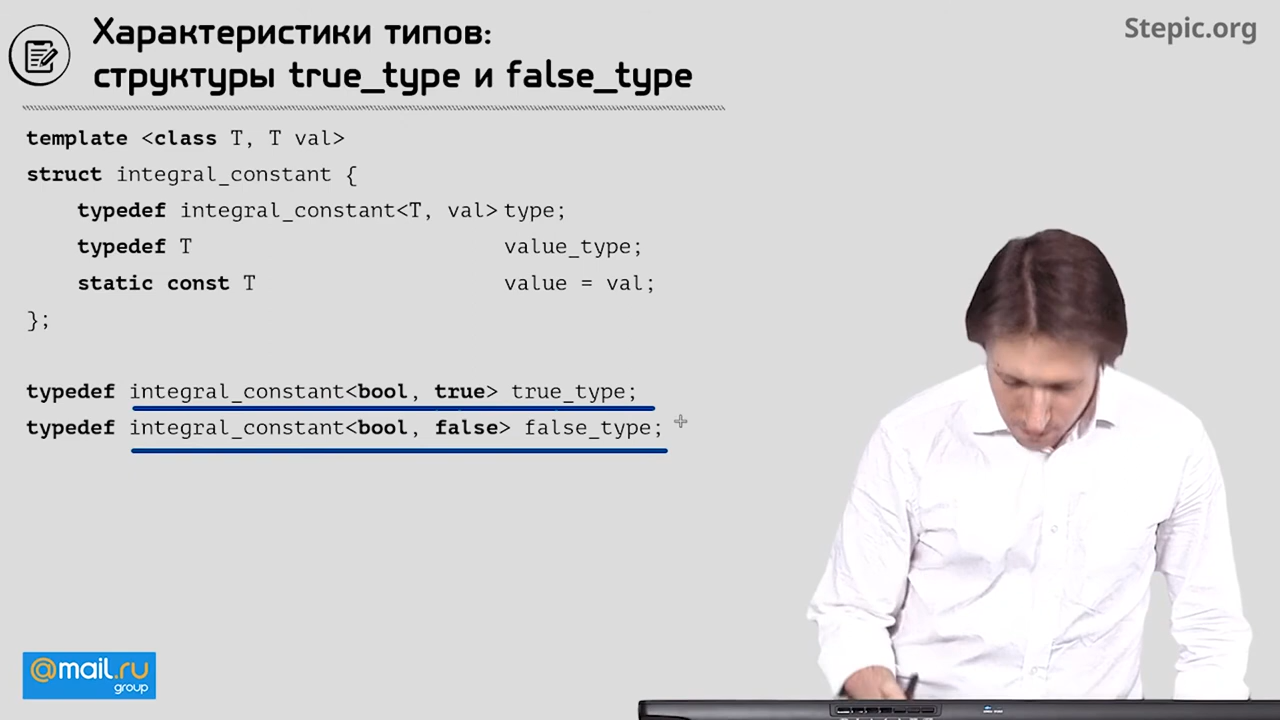 Характеристики типов:
структуры true_type и false_type
Stepic.org
template <class T, T val>
struct integral_constant {
typedef integral_constant<T, val> type;
typedef T value_type;
static const T value = val;
};
typedef integral_constant<bool, true> true_type;
typedef integral_constant<bool, false> false_type;
@mail.ru
group